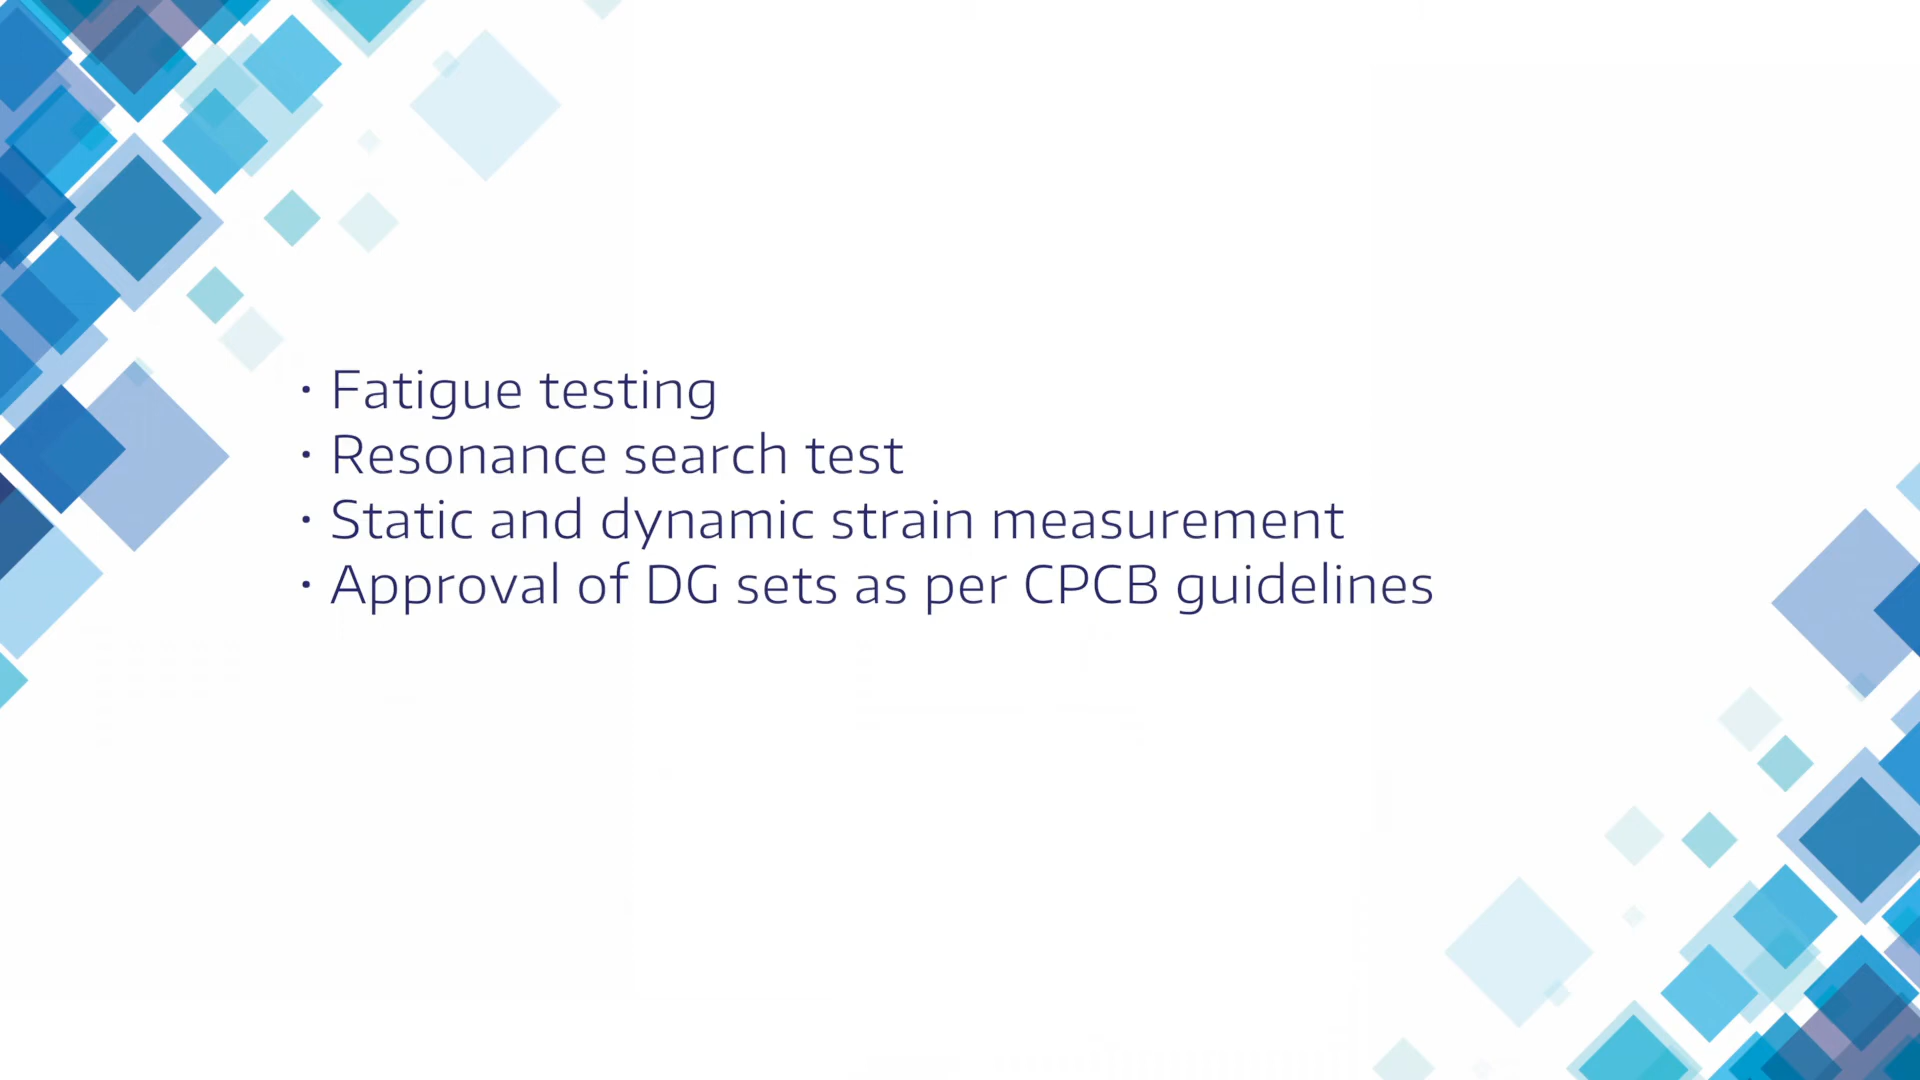 · Fatigue testing
· Resonance search test
· Static and dynamic strain measurement
· Approval of DG sets as per CPCB guidelines